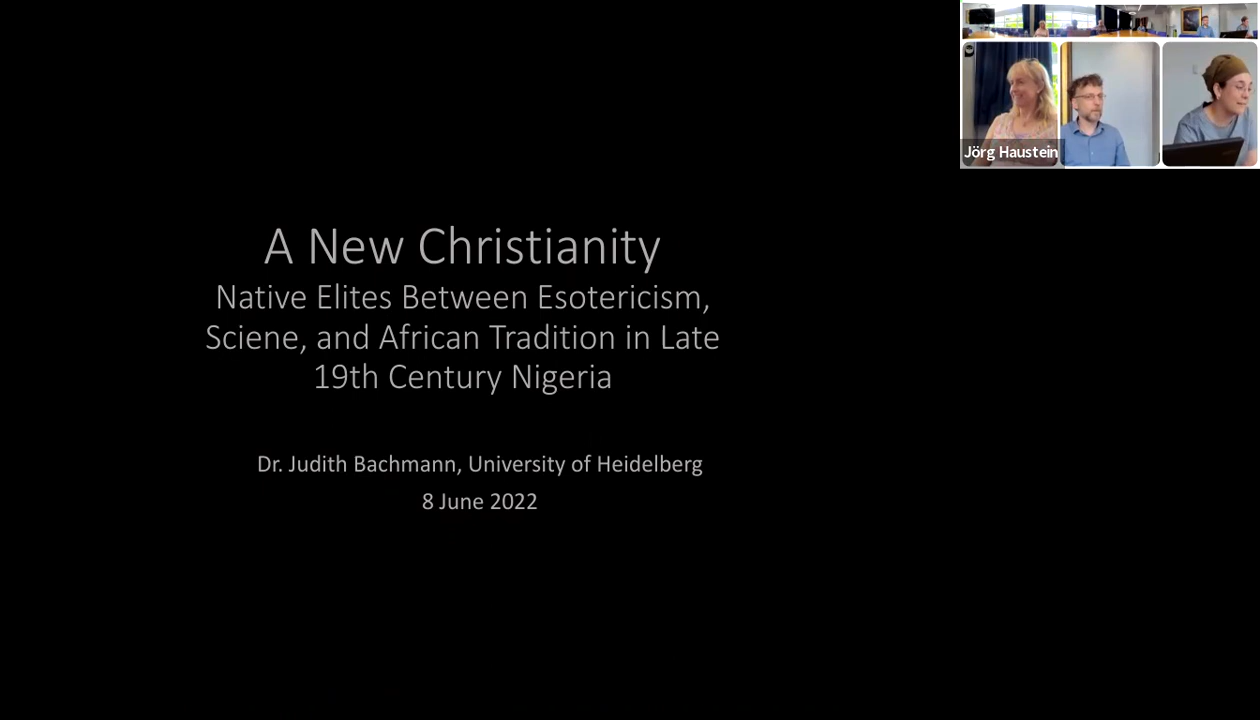 Jörg Haustein
A New Christianity
Native Elites Between Esotericism,
Sciene, and African Tradition in Late
19th Century Nigeria
Dr. Judith Bachmann, University of Heidelberg
8 June 2022